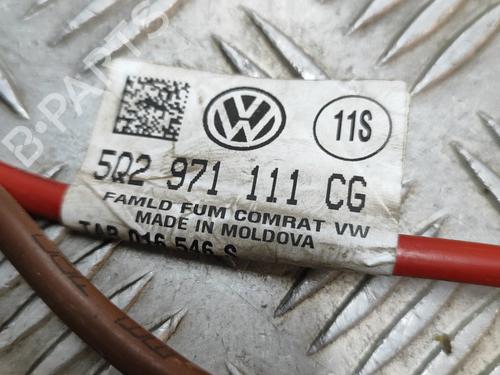 B-PARTS
VW
11S
5Q2 971 111 CG
FAMLD FUM COMRAT VW
MADE IN MOLDOVA
TAB 016 546 S